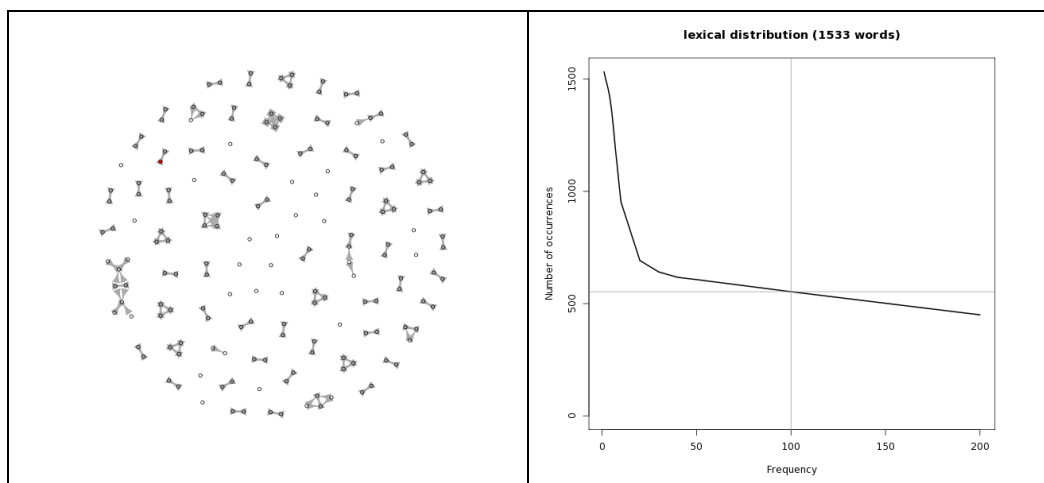 lexical distribution (1533 words)
Number of occurrences
1500
1000
500
0
0 50 100 150 200
Frequency